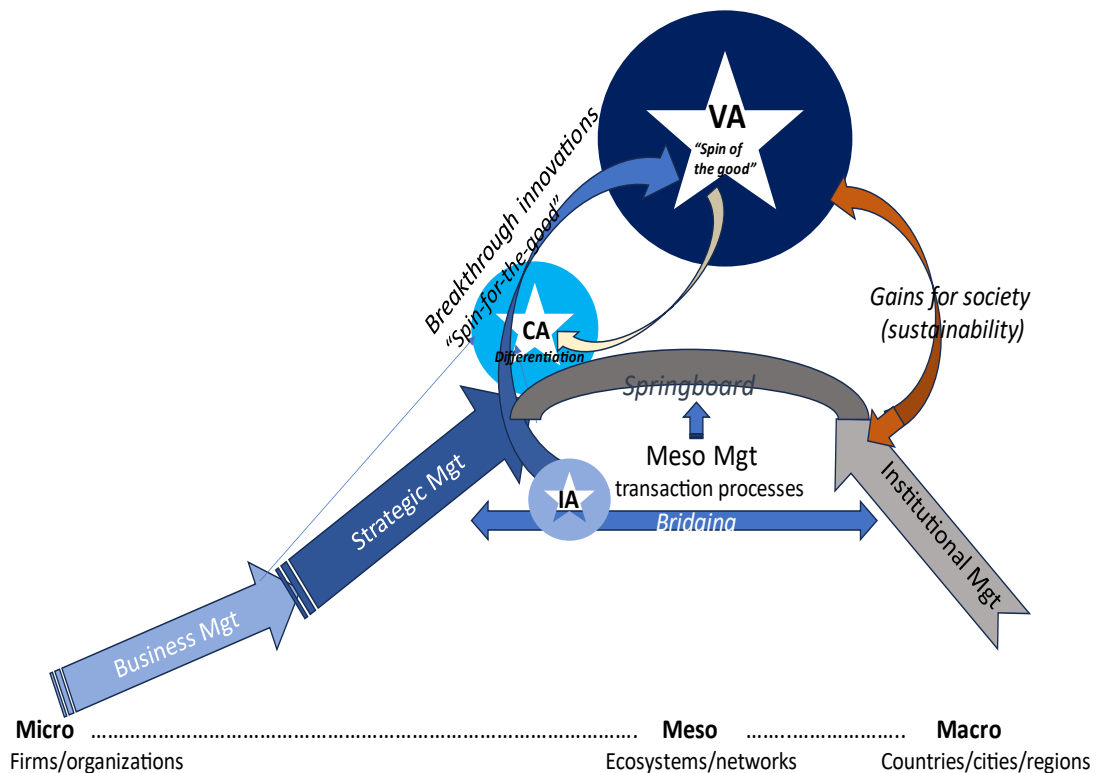 VA
“Spin of
the good”
Breakthrough innovations
“Spin-for-the-good”
CA
Differentiation
Gains for society
(sustainability)
Springboard
Meso Mgt
transaction processes
IA
Bridging
Strategic Mgt
Business Mgt
Institutional Mgt
Micro ……………………………………………………………………………………. Meso …….…………….. Macro
Firms/organizations Ecosystems/networks Countries/cities/regions